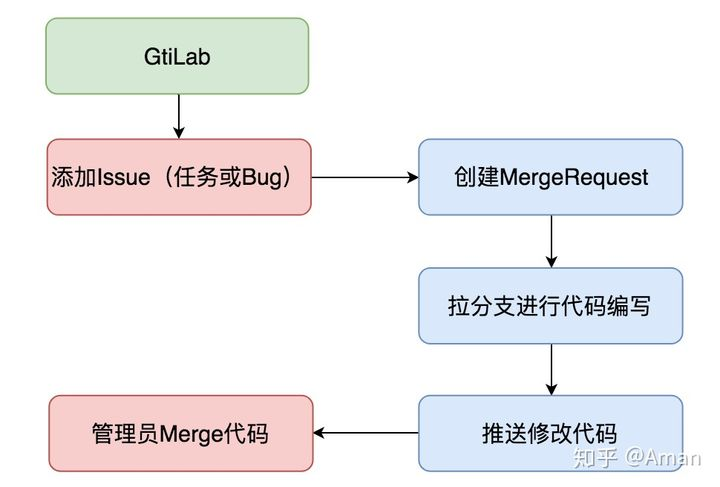 GtiLab
添加Issue（任务或Bug）
创建MergeRequest
拉分支进行代码编写
管理员Merge代码
推送修改代码
知乎 @Aman